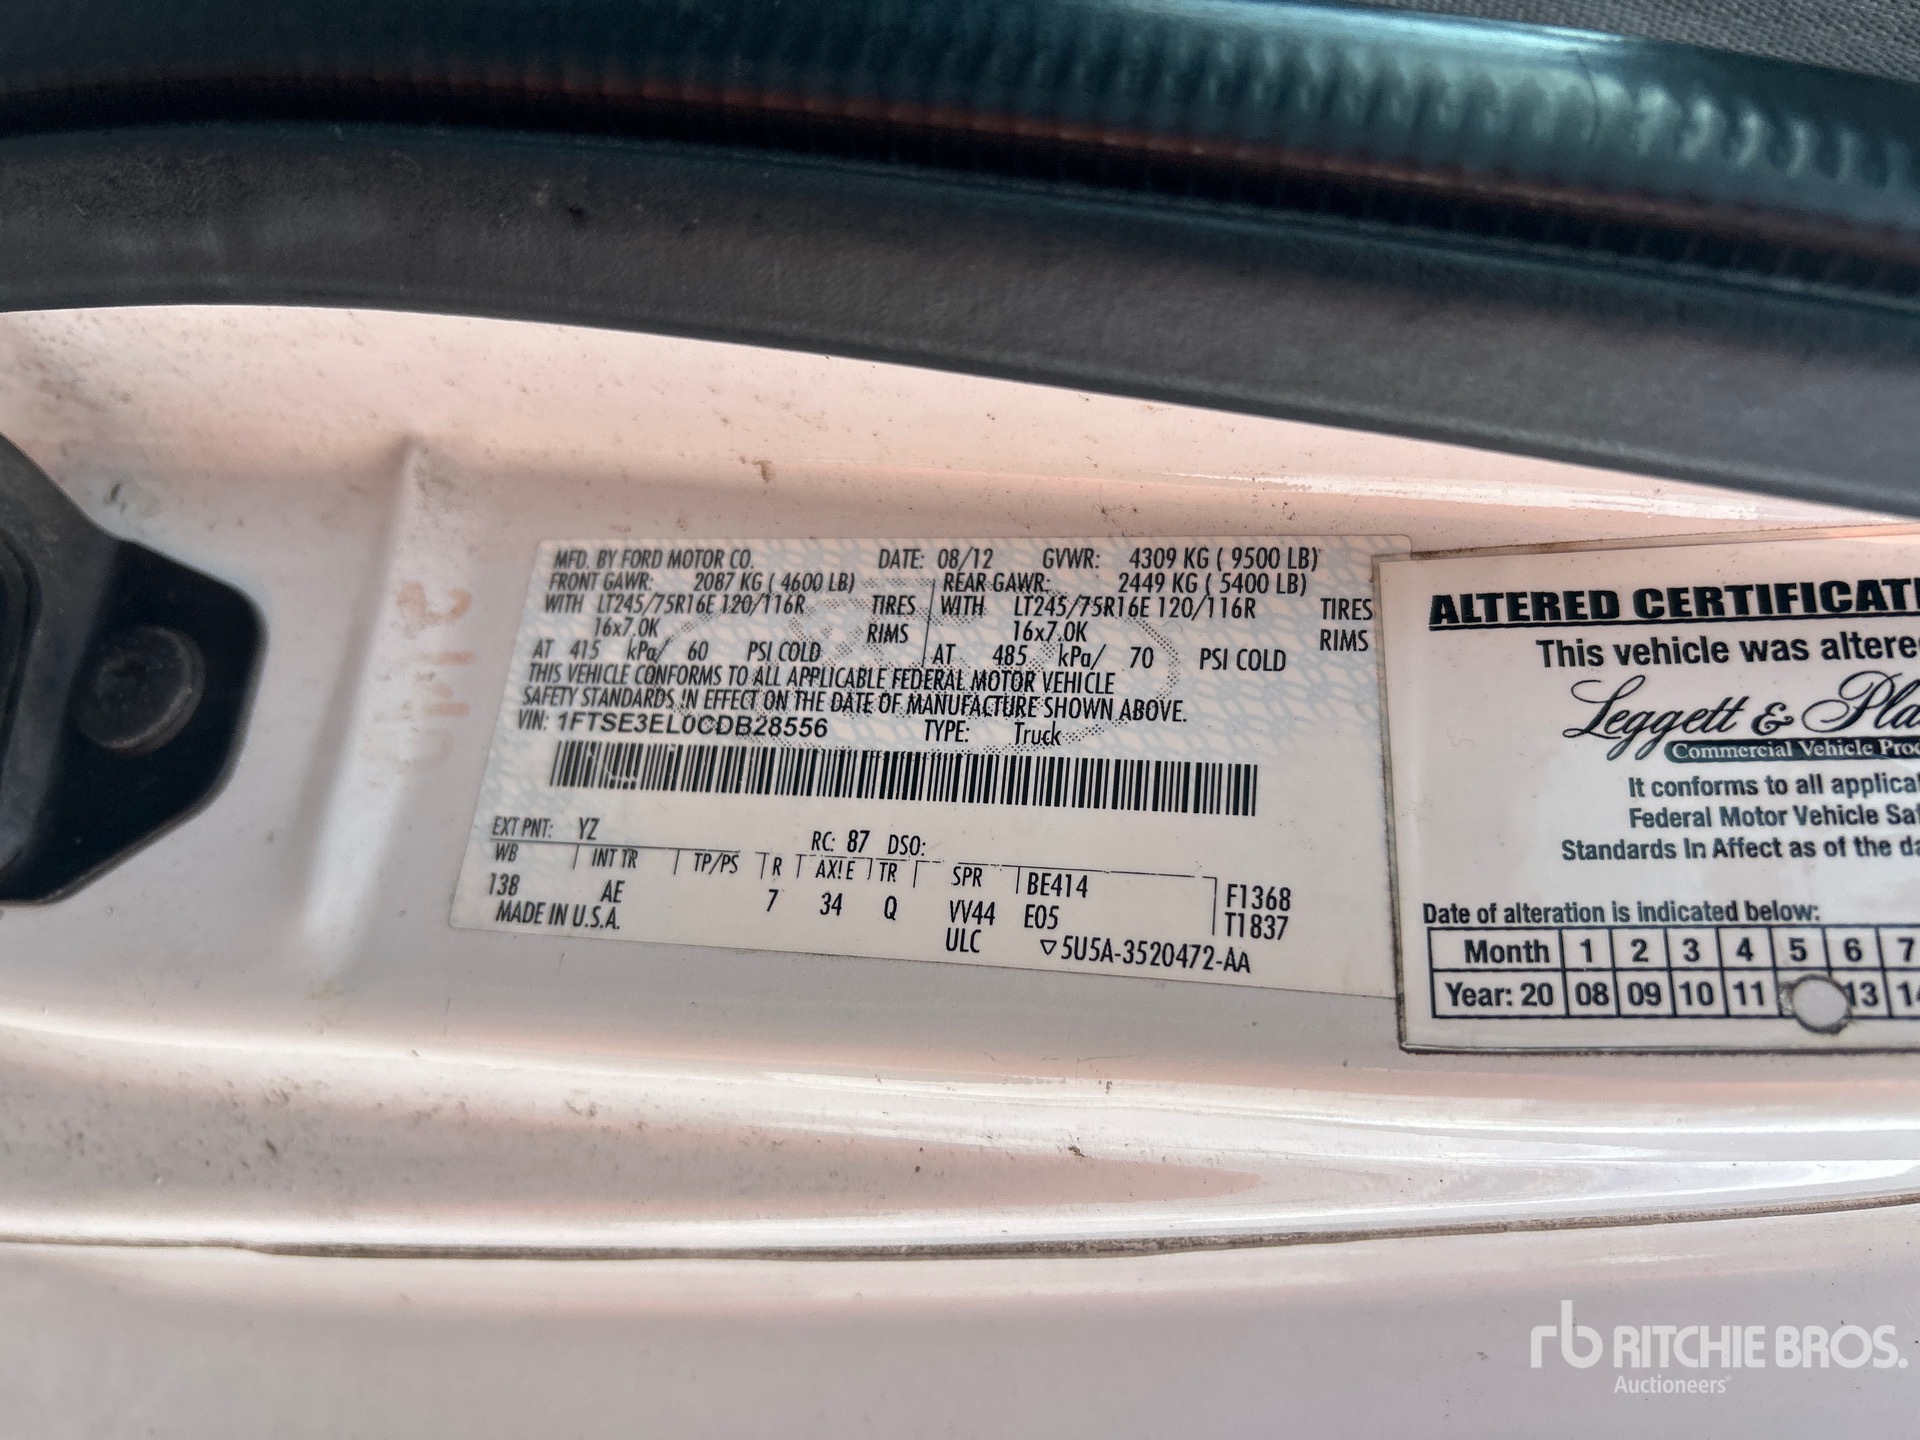 MFD. BY FORD MOTOR CO. DATE: 08/12 GVWR: 4309 KG ( 9500 LB)
FRONT GAWR: 2087 KG ( 4600 LB) REAR GAWR: 2449 KG ( 5400 LB)
WITH LT245/75R16E 120/116R TIRES WITH LT245/75R16E 120/116R TIRES
16x7.0K RIMS 16x7.0K RIMS
AT 415 kPa/ 60 PSI COLD AT 485 kPa/ 70 PSI COLD
THIS VEHICLE CONFORMS TO ALL APPLICABLE FEDERAL MOTOR VEHICLE
SAFETY STANDARDS IN EFFECT ON THE DATE OF MANUFACTURE SHOWN ABOVE.
VIN: 1FTSE3EL0CDB28556 TYPE: Truck
EXT PNT: YZ RC: 87 DSO:
WB INT TR TP/PS R AXLE TR SPR BE414 F1368
138 AE 7 34 Q VV44 E05 T1837
MADE IN U.S.A. ULC ▽5U5A-3520472-AA
ALTERED CERTIFICAT
This vehicle was altere
Leggett & Pla
Commercial Vehicle Pro
It conforms to all applica
Federal Motor Vehicle Sa
Standards In Affect as of the da
Date of alteration is indicated below:
Month 1 2 3 4 5 6 7
Year: 20 08 09 10 11 13 14
rb RITCHIE BROS.
Auctioneers